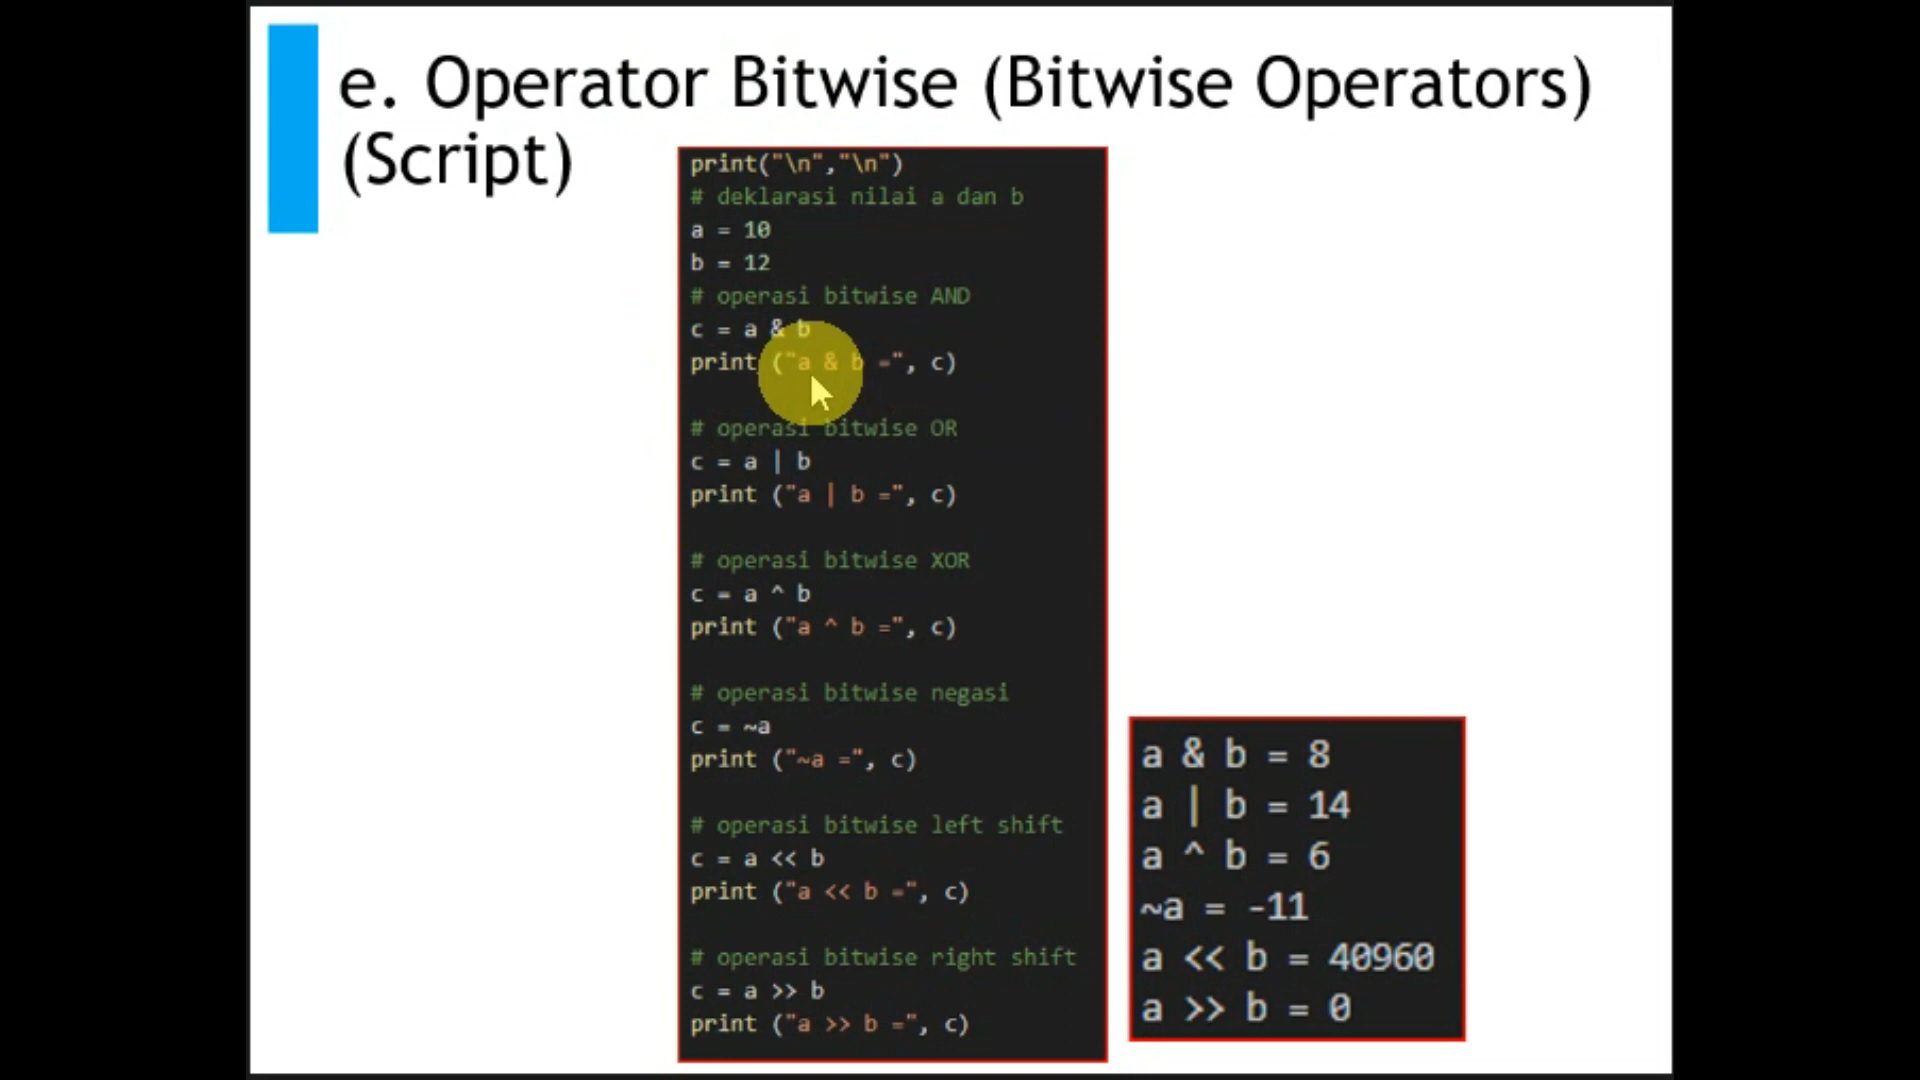 e. Operator Bitwise (Bitwise Operators)
(Script)
print("\n","\n")
# deklarasi nilai a dan b
a = 10
b = 12
# operasi bitwise AND
c = a & b
print ("a & b =", c)
# operasi bitwise OR
c = a | b
print ("a | b =", c)
# operasi bitwise XOR
c = a ^ b
print ("a ^ b =", c)
# operasi bitwise negasi
c = ~a
print ("~a =", c)
# operasi bitwise left shift
c = a << b
print ("a << b =", c)
# operasi bitwise right shift
c = a >> b
print ("a >> b =", c)
a & b = 8
a | b = 14
a ^ b = 6
~a = -11
a << b = 40960
a >> b = 0